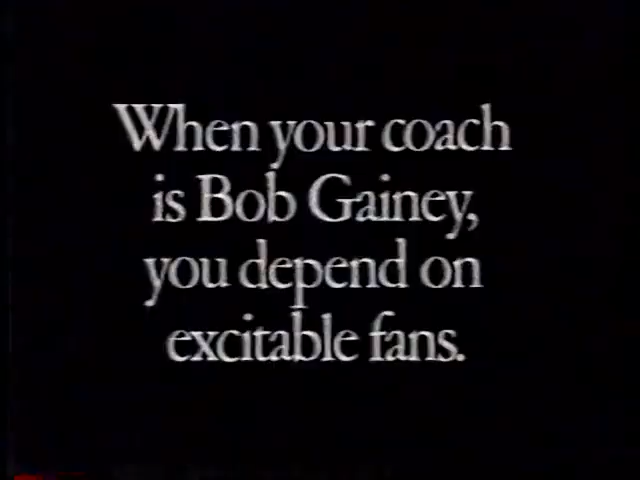 When your coach
is Bob Gainey,
you depend on
excitable fans.